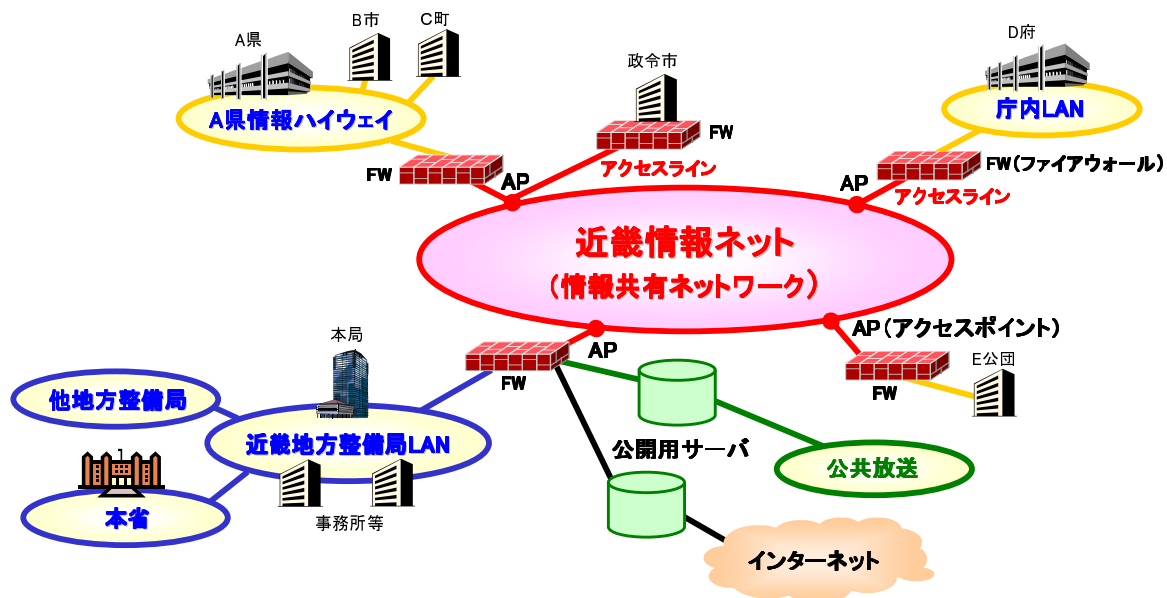 B市
C町
A県
A県情報ハイウェイ
政令市
FW
アクセスライン
D府
庁内LAN
FW(ファイアウォール)
アクセスライン
FW
AP
AP
近畿情報ネット
(情報共有ネットワーク)
AP(アクセスポイント)
AP
FW
E公団
FW
本局
他地方整備局
近畿地方整備局LAN
公開用サーバ
公共放送
本省
事務所等
インターネット